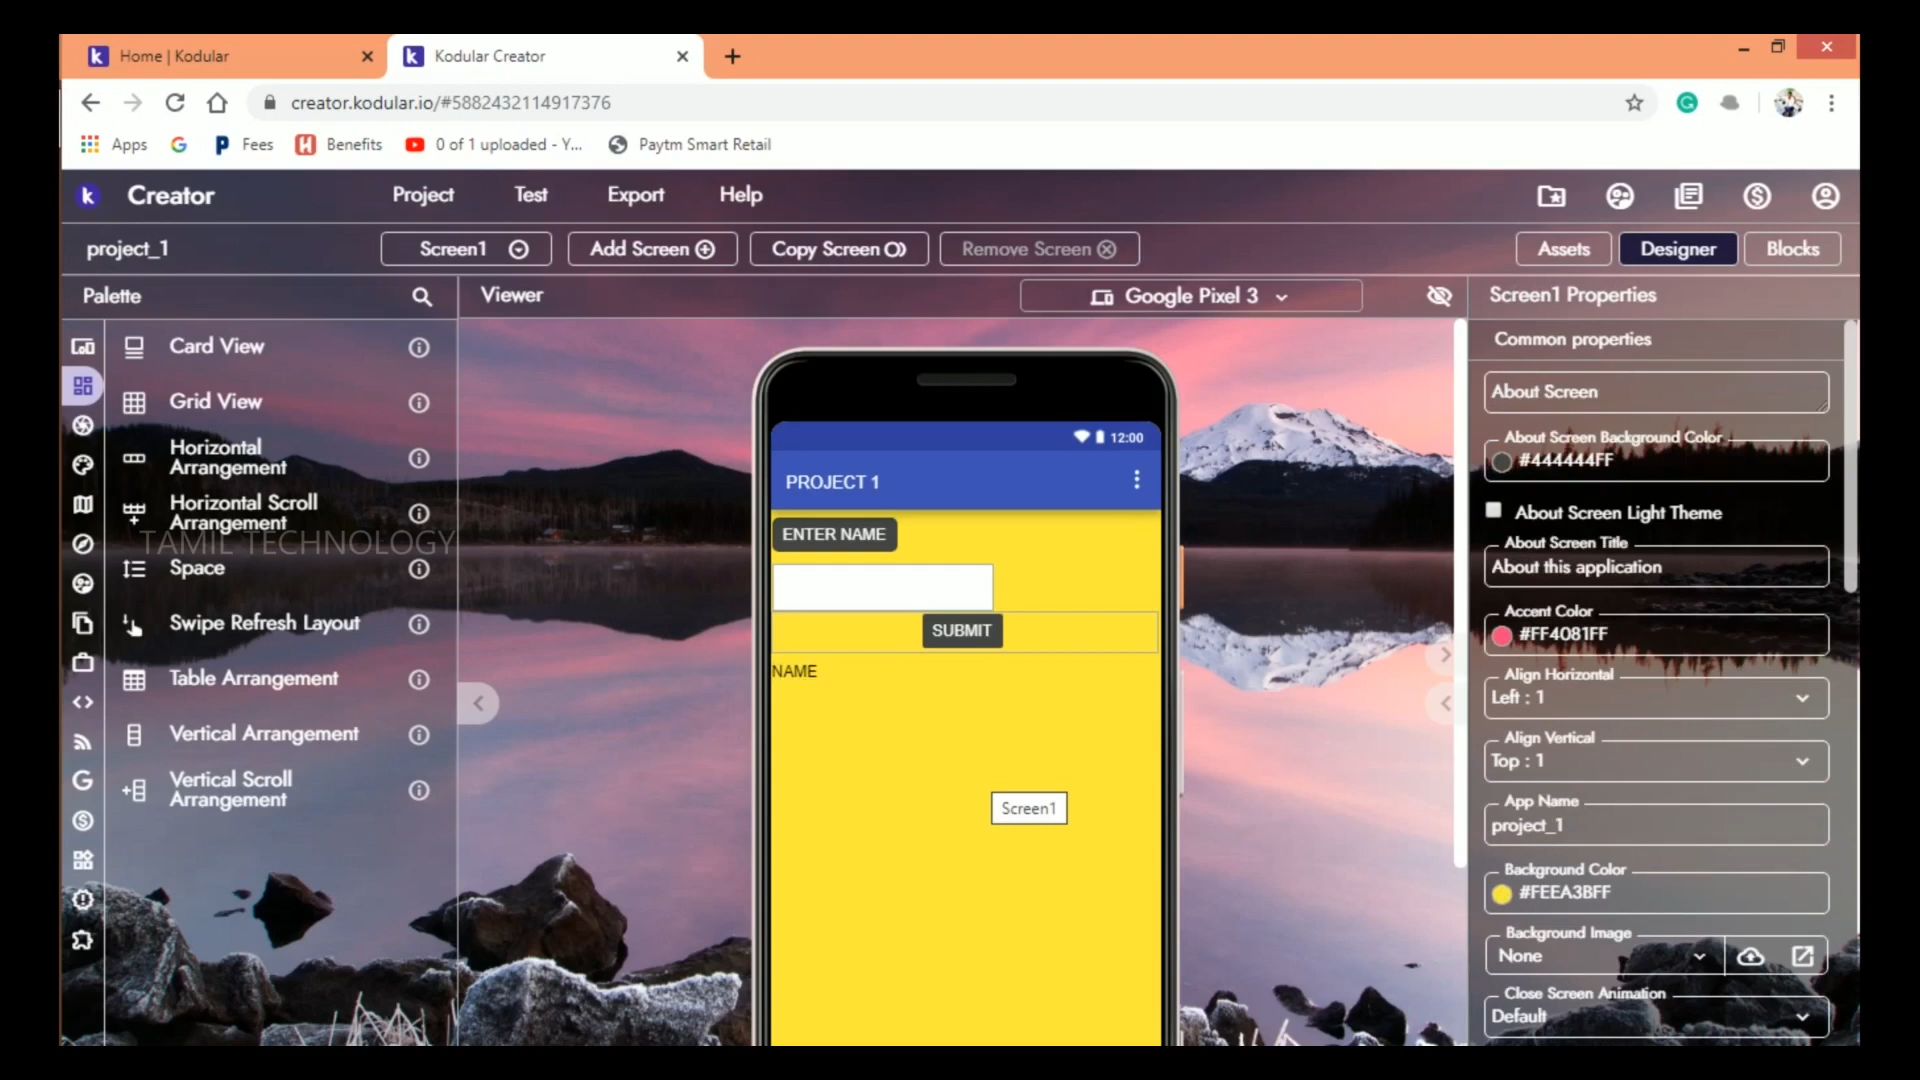 Home | Kodular
Kodular Creator
creator.kodular.io/#5882432114917376
Apps
Fees
Benefits
0 of 1 uploaded - Y...
Paytm Smart Retail
Creator
Project
Test
Export
Help
project_1
Screen1
Add Screen
Copy Screen
Remove Screen
Assets
Designer
Blocks
Palette
Viewer
Google Pixel 3
Screen1 Properties
Card View
Grid View
Horizontal
Arrangement
Horizontal Scroll
Arrangement
TAMIL TECHNOLOGY
Space
Swipe Refresh Layout
Table Arrangement
Vertical Arrangement
Vertical Scroll
Arrangement
12:00
PROJECT 1
ENTER NAME
SUBMIT
NAME
Screen1
Common properties
About Screen
About Screen Background Color
#444444FF
About Screen Light Theme
About Screen Title
About this application
Accent Color
#FF4081FF
Align Horizontal
Left : 1
Align Vertical
Top : 1
App Name
project_1
Background Color
#FEEA3BFF
Background Image
None
Close Screen Animation
Default